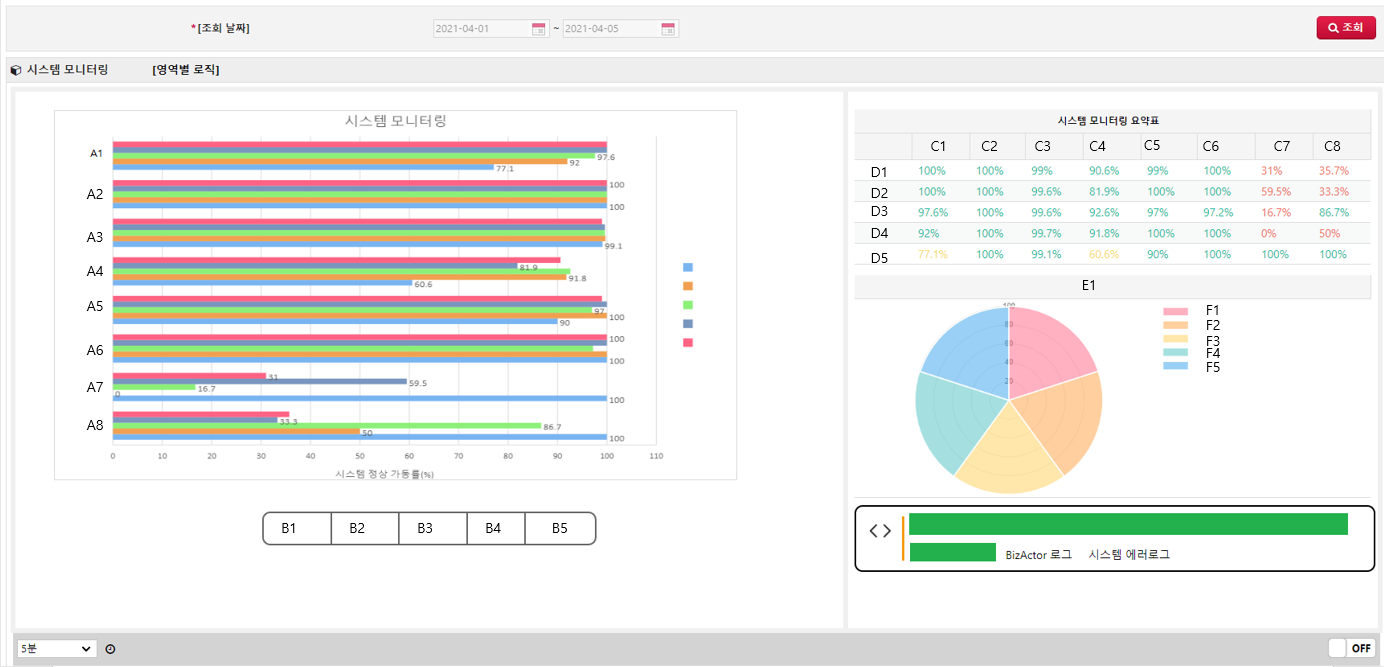 *[조회 날짜] 2021-04-01 ~ 2021-04-05 조회
시스템 모니터링 [영역별 로직]
시스템 모니터링
A1 97.6 92 77.1
A2 100 100
A3 99.1
A4 81.9 91.8 60.6
A5 97 100 90
A6 100 100
A7 31 59.5 16.7 0 100
A8 33.3 86.7 50 100
0 10 20 30 40 50 60 70 80 90 100 110
시스템 정상 가동률(%)
B1 B2 B3 B4 B5
시스템 모니터링 요약표
C1 C2 C3 C4 C5 C6 C7 C8
D1 100% 100% 99% 90.6% 99% 100% 31% 35.7%
D2 100% 100% 99.6% 81.9% 100% 100% 59.5% 33.3%
D3 97.6% 100% 99.6% 92.6% 97% 97.2% 16.7% 86.7%
D4 92% 100% 99.7% 91.8% 100% 100% 0% 50%
D5 77.1% 100% 99.1% 60.6% 90% 100% 100% 100%
E1
100
80
60
40
20
F1
F2
F3
F4
F5
BizActor 로그 시스템 에러로그
5분 OFF